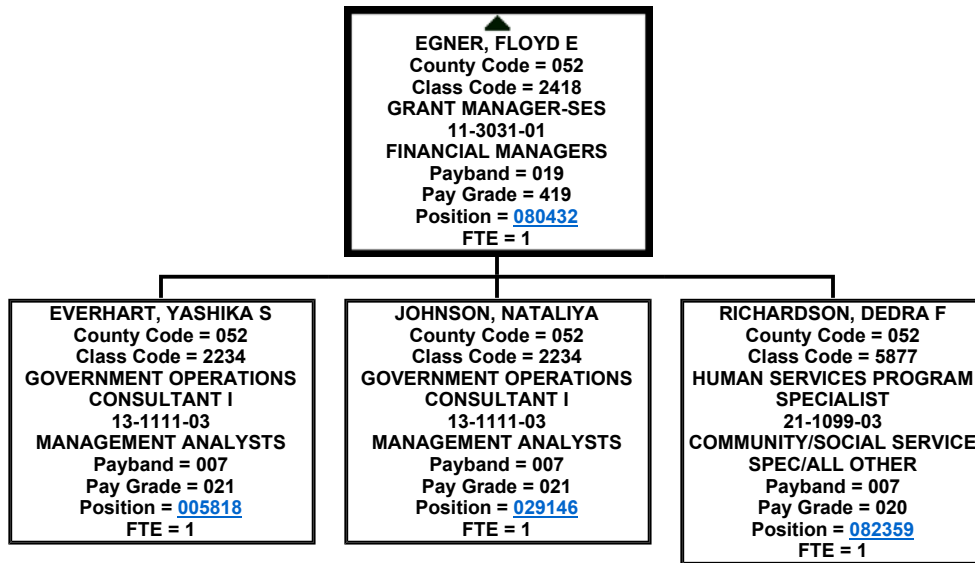 EGNER, FLOYD E
County Code = 052
Class Code = 2418
GRANT MANAGER-SES
11-3031-01
FINANCIAL MANAGERS
Payband = 019
Pay Grade = 419
Position = 080432
FTE = 1
EVERHART, YASHIKA S
County Code = 052
Class Code = 2234
GOVERNMENT OPERATIONS
CONSULTANT I
13-1111-03
MANAGEMENT ANALYSTS
Payband = 007
Pay Grade = 021
Position = 005818
FTE = 1
JOHNSON, NATALIYA
County Code = 052
Class Code = 2234
GOVERNMENT OPERATIONS
CONSULTANT I
13-1111-03
MANAGEMENT ANALYSTS
Payband = 007
Pay Grade = 021
Position = 029146
FTE = 1
RICHARDSON, DEDRA F
County Code = 052
Class Code = 5877
HUMAN SERVICES PROGRAM
SPECIALIST
21-1099-03
COMMUNITY/SOCIAL SERVICE
SPEC/ALL OTHER
Payband = 007
Pay Grade = 020
Position = 082359
FTE = 1